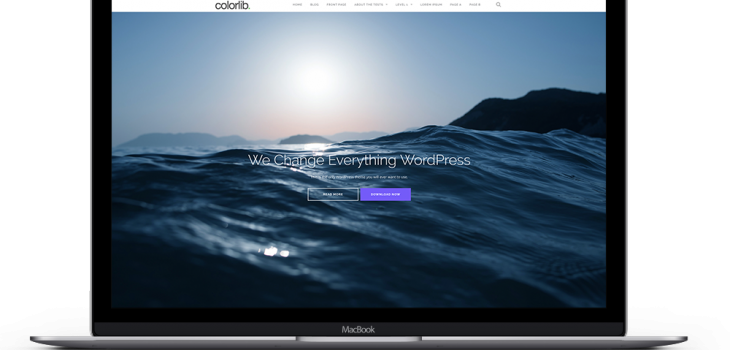 colorlib.
HOME BLOG FRONT PAGE ABOUT THE TESTS LEVEL 1 LOREM IPSUM PAGE A PAGE B
We Change Everything WordPress
READ MORE DOWNLOAD NOW
MacBook